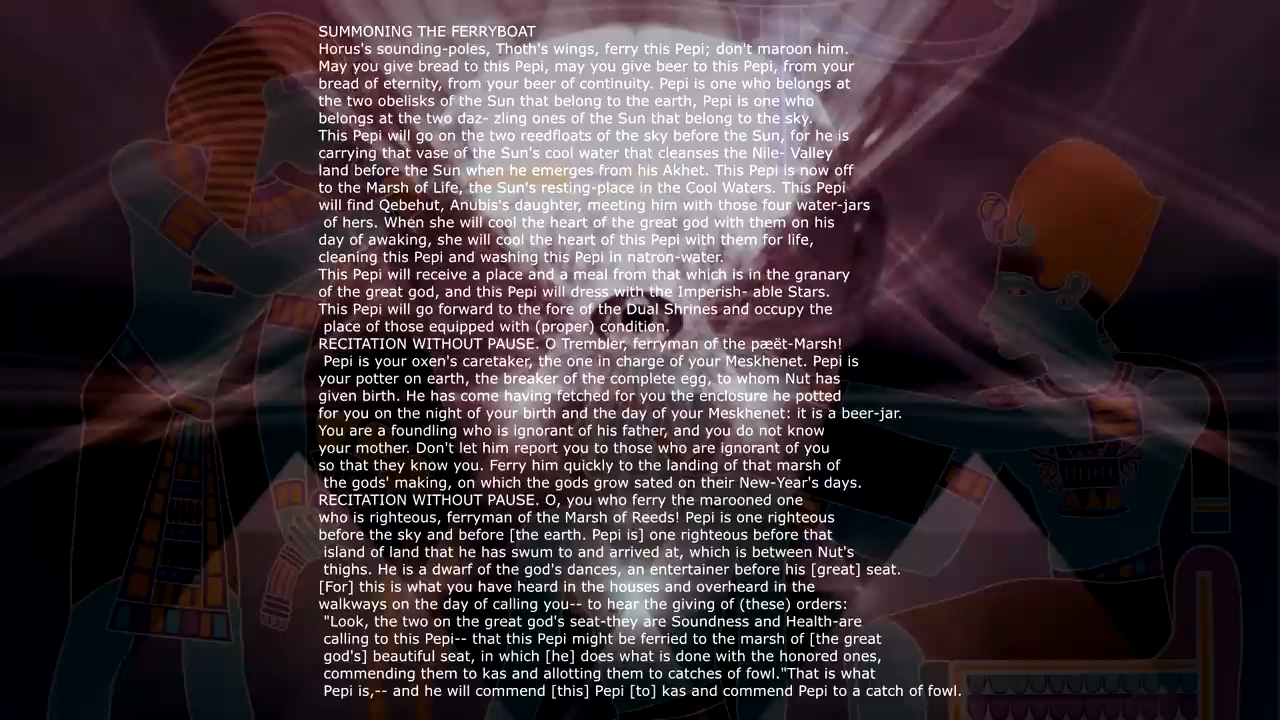 SUMMONING THE FERRYBOAT
Horus's sounding-poles, Thoth's wings, ferry this Pepi; don't maroon him.
May you give bread to this Pepi, may you give beer to this Pepi, from your
bread of eternity, from your beer of continuity. Pepi is one who belongs at
the two obelisks of the Sun that belong to the earth, Pepi is one who
belongs at the two daz- zling ones of the Sun that belong to the sky.
This Pepi will go on the two reedfloats of the sky before the Sun, for he is
carrying that vase of the Sun's cool water that cleanses the Nile- Valley
land before the Sun when he emerges from his Akhet. This Pepi is now off
to the Marsh of Life, the Sun's resting-place in the Cool Waters. This Pepi
will find Qebehut, Anubis's daughter, meeting him with those four water-jars
of hers. When she will cool the heart of the great god with them on his
day of awaking, she will cool the heart of this Pepi with them for life,
cleaning this Pepi and washing this Pepi in natron-water.
This Pepi will receive a place and a meal from that which is in the granary
of the great god, and this Pepi will dress with the Imperish- able Stars.
This Pepi will go forward to the fore of the Dual Shrines and occupy the
place of those equipped with (proper) condition.
RECITATION WITHOUT PAUSE. O Trembler, ferryman of the pæët-Marsh!
Pepi is your oxen's caretaker, the one in charge of your Meskhenet. Pepi is
your potter on earth, the breaker of the complete egg, to whom Nut has
given birth. He has come having fetched for you the enclosure he potted
for you on the night of your birth and the day of your Meskhenet: it is a beer-jar.
You are a foundling who is ignorant of his father, and you do not know
your mother. Don't let him report you to those who are ignorant of you
so that they know you. Ferry him quickly to the landing of that marsh of
the gods' making, on which the gods grow sated on their New-Year's days.
RECITATION WITHOUT PAUSE. O, you who ferry the marooned one
who is righteous, ferryman of the Marsh of Reeds! Pepi is one righteous
before the sky and before [the earth. Pepi is] one righteous before that
island of land that he has swum to and arrived at, which is between Nut's
thighs. He is a dwarf of the god's dances, an entertainer before his [great] seat.
[For] this is what you have heard in the houses and overheard in the
walkways on the day of calling you-- to hear the giving of (these) orders:
"Look, the two on the great god's seat-they are Soundness and Health-are
calling to this Pepi-- that this Pepi might be ferried to the marsh of [the great
god's] beautiful seat, in which [he] does what is done with the honored ones,
commending them to kas and allotting them to catches of fowl."That is what
Pepi is,-- and he will commend [this] Pepi [to] kas and commend Pepi to a catch of fowl.